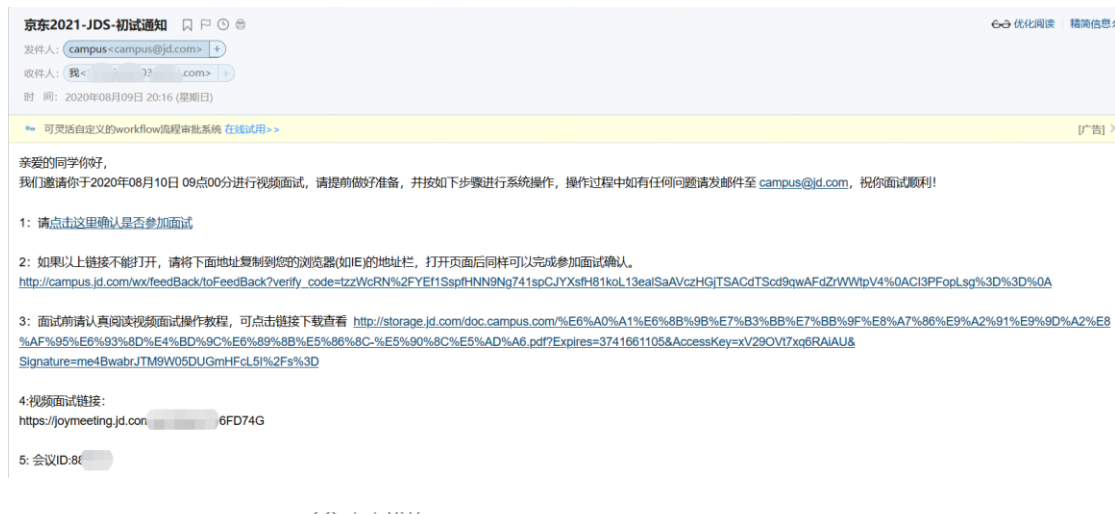 京东2021-JDS-初试通知
优化阅读 精简信息
发件人: campus<campus@jd.com> +
收件人: 我< .com> +
时 间: 2020年08月09日 20:16 (星期日)
可灵活自定义的workflow流程审批系统 在线试用>> [广告]
亲爱的同学你好，
我们邀请你于2020年08月10日 09点00分进行视频面试，请提前做好准备，并按如下步骤进行系统操作，操作过程中如有任何问题请发邮件至 campus@jd.com，祝你面试顺利！
1：请点击这里确认是否参加面试
2：如果以上链接不能打开，请将下面地址复制到您的浏览器(如IE)的地址栏，打开页面后同样可以完成参加面试确认。
http://campus.jd.com/wx/feedBack/toFeedBack?verify_code=tzzWcRN%2FYEf1SspfHNN9Ng741spCJYXsfH81koL13ealSaAVczHGjTSACdTScd9qwAFdZrWWtpV4%0ACI3PFopLsg%3D%3D%0A
3：面试前请认真阅读视频面试操作教程，可点击链接下载查看 http://storage.jd.com/doc.campus.com/%E6%A0%A1%E6%8B%9B%E7%B3%BB%E7%BB%9F%E8%A7%86%E9%A2%91%E9%9D%A2%E8
%AF%95%E6%93%8D%E4%BD%9C%E6%89%8B%E5%86%8C-%E5%90%8C%E5%AD%A6.pdf?Expires=3741661105&AccessKey=xV29OVt7xq6RAiAU&
Signature=me4BwabrJTM9W05DUGmHFcL5I%2Fs%3D
4:视频面试链接：
https://joymeeting.jd.con 6FD74G
5: 会议ID:88